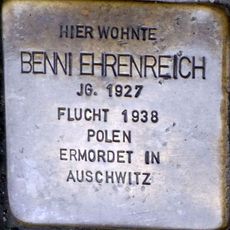 HIER WOHNTE
BENNI EHRENREICH
JG. 1927
FLUCHT 1938
POLEN
ERMORDET IN
AUSCHWITZ